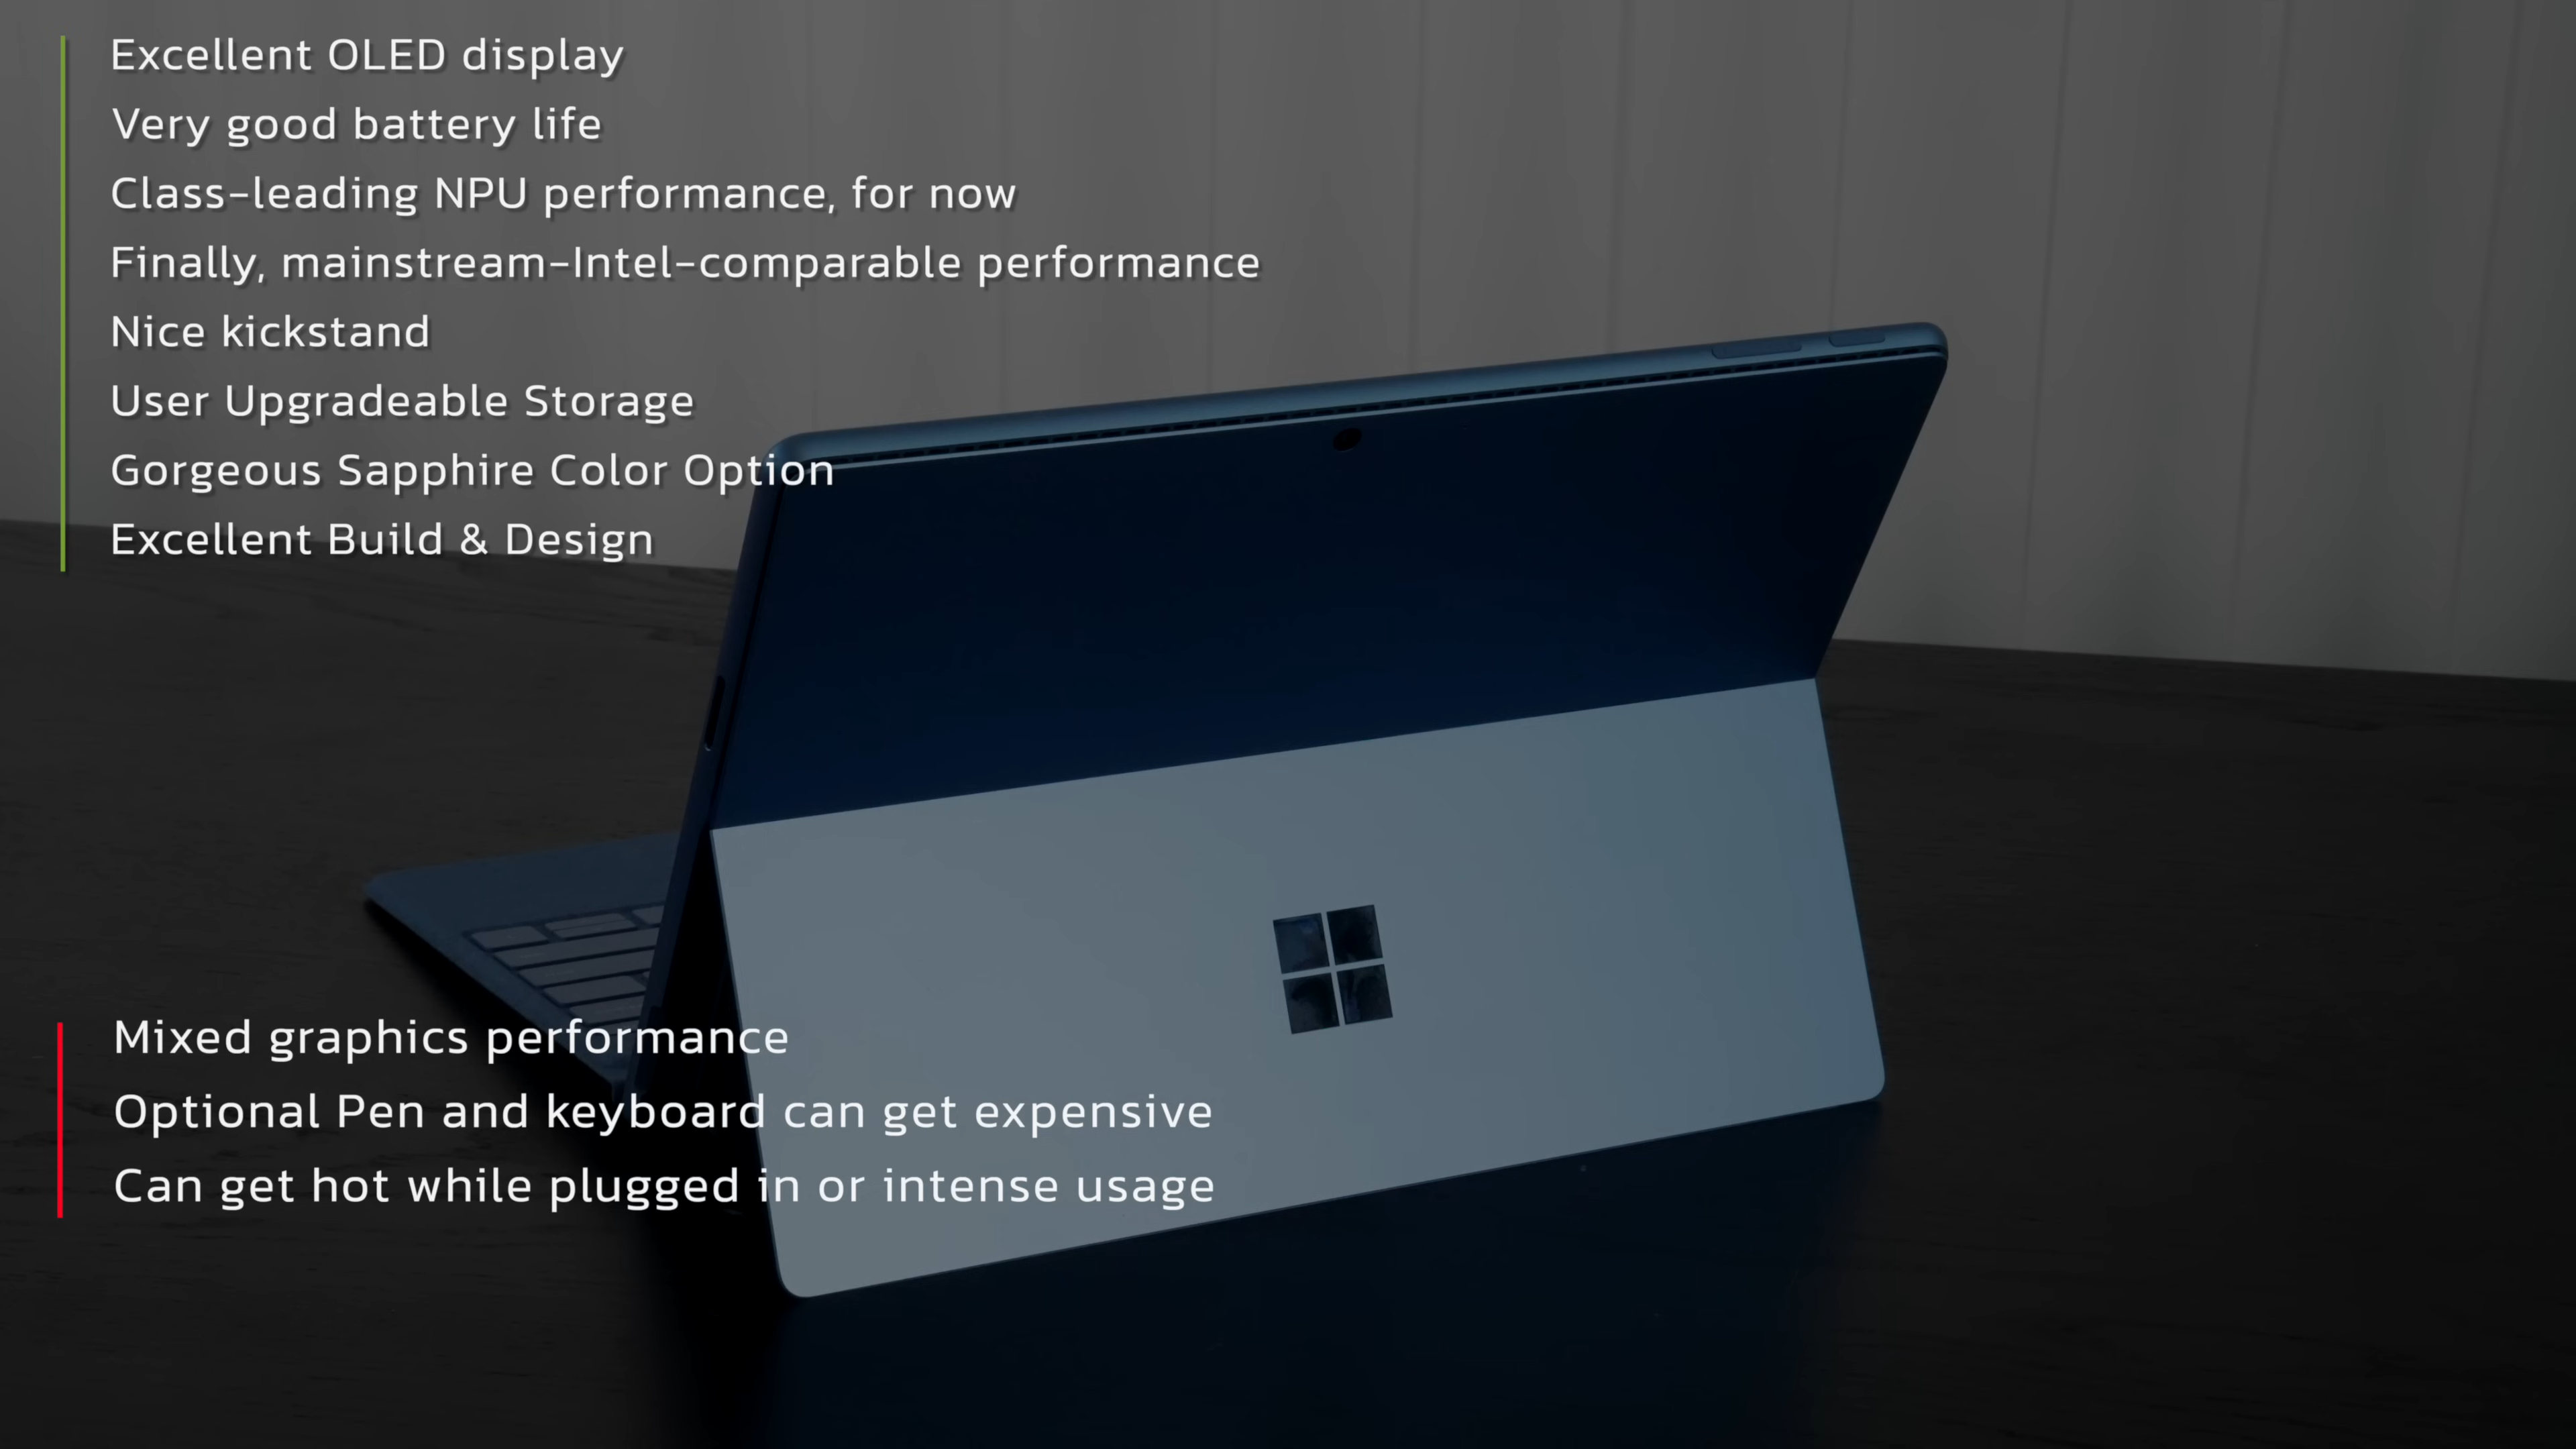 Excellent OLED display
Very good battery life
Class-leading NPU performance, for now
Finally, mainstream-Intel-comparable performance
Nice kickstand
User Upgradeable Storage
Gorgeous Sapphire Color Option
Excellent Build & Design
Mixed graphics performance
Optional Pen and keyboard can get expensive
Can get hot while plugged in or intense usage